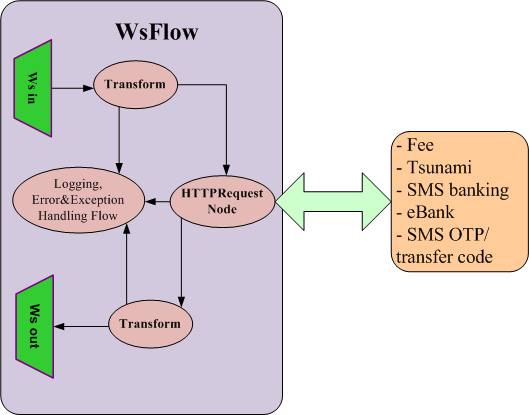 WsFlow
Ws in
Transform
Logging,
Error&Exception
Handling Flow
HTTPRequest
Node
Transform
Ws out
- Fee
- Tsunami
- SMS banking
- eBank
- SMS OTP/
transfer code